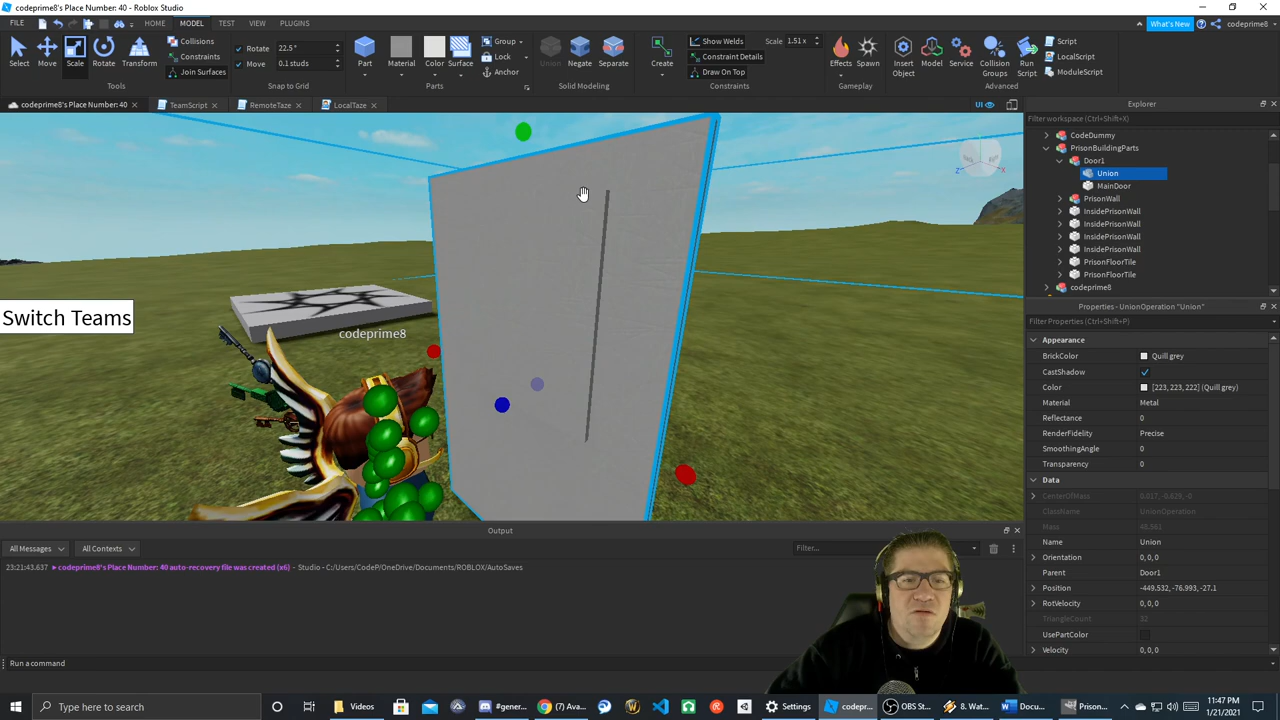 codeprime8's Place Number: 40 - Roblox Studio
FILE HOME MODEL TEST VIEW PLUGINS What's New codeprime8
Select Move Scale Rotate Transform
Collisions
Constraints
Join Surfaces
Tools
Rotate 22.5°
Move 0.1 studs
Snap to Grid
Part Material Color Surface
Group
Lock
Anchor
Parts
Union Negate Separate
Solid Modeling
Create
Show Welds Scale 1.51 x
Constraint Details
Draw On Top
Constraints
Effects Spawn
Gameplay
Insert Object Model Service Collision Groups Run Script
Script
LocalScript
ModuleScript
Advanced
codeprime8's Place Number: 40 TeamScript RemoteTaze LocalTaze UI
Explorer
Filter workspace (Ctrl+Shift+X)
CodeDummy
PrisonBuildingParts
Door1
Union
MainDoor
PrisonWall
InsidePrisonWall
InsidePrisonWall
InsidePrisonWall
InsidePrisonWall
PrisonFloorTile
PrisonFloorTile
codeprime8
Z X
Switch Teams
codeprime8
Properties - UnionOperation "Union"
Filter Properties (Ctrl+Shift+P)
Appearance
BrickColor Quill grey
CastShadow
Color [223, 223, 222] (Quill grey)
Material Metal
Reflectance 0
RenderFidelity Precise
SmoothingAngle 0
Transparency 0
Data
CenterOfMass 0.017, -0.629, -0
ClassName UnionOperation
Mass 48.561
Name Union
Orientation 0, 0, 0
Parent Door1
Position -449.532, -76.993, -27.1
RotVelocity 0, 0, 0
TriangleCount 32
UsePartColor
Velocity 0, 0, 0
Output
All Messages All Contexts Filter...
23:21:43.637 codeprime8's Place Number: 40 auto-recovery file was created (x6) - Studio - C:/Users/CodeP/OneDrive/Documents/ROBLOX/AutoSaves
Run a command
Type here to search
Videos #gener... (7) Ava... Settings codepr... OBS St... 8. Wat... Docu... Prison...
11:47 PM
1/21/2021